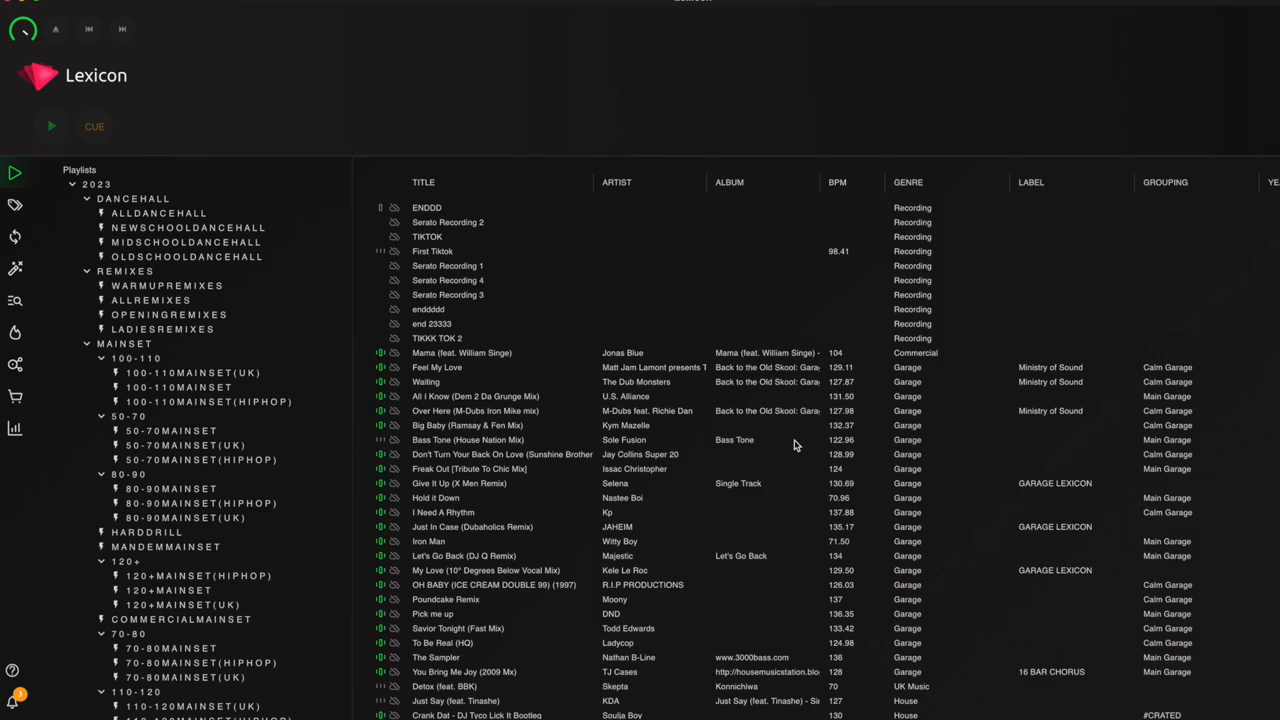 Lexicon
CUE
Playlists
2023
DANCEHALL
ALLDANCEHALL
NEWSCHOOLDANCEHALL
MIDSCHOOLDANCEHALL
OLDSCHOOLDANCEHALL
REMIXES
WARMUPREMIXES
ALLREMIXES
OPENINGREMIXES
LADIESREMIXES
MAINSET
100-110
100-110MAINSET(UK)
100-110MAINSET
100-110MAINSET(HIPHOP)
50-70
50-70MAINSET
50-70MAINSET(UK)
50-70MAINSET(HIPHOP)
80-90
80-90MAINSET
80-90MAINSET(HIPHOP)
80-90MAINSET(UK)
HARDDRILL
MANDEMMAINSET
120+
120+MAINSET(HIPHOP)
120+MAINSET
120+MAINSET(UK)
COMMERCIALMAINSET
70-80
70-80MAINSET
70-80MAINSET(HIPHOP)
70-80MAINSET(UK)
110-120
110-120MAINSET(UK)
3
TITLE ARTIST ALBUM BPM GENRE LABEL GROUPING YE
ENDDD Recording
Serato Recording 2 Recording
TIKTOK Recording
First Tiktok 98.41 Recording
Serato Recording 1 Recording
Serato Recording 4 Recording
Serato Recording 3 Recording
enddddd Recording
end 23333 Recording
TIKKK TOK 2 Recording
Mama (feat. William Singe) Jonas Blue Mama (feat. William Singe) - 104 Commercial
Feel My Love Matt Jam Lamont presents T Back to the Old Skool: Gara 129.11 Garage Ministry of Sound Calm Garage
Waiting The Dub Monsters Back to the Old Skool: Gara 127.87 Garage Ministry of Sound Calm Garage
All I Know (Dem 2 Da Grunge Mix) U.S. Alliance 131.50 Garage Main Garage
Over Here (M-Dubs Iron Mike mix) M-Dubs feat. Richie Dan Back to the Old Skool: Gara 127.98 Garage Ministry of Sound Calm Garage
Big Baby (Ramsay & Fen Mix) Kym Mazelle 132.37 Garage Calm Garage
Bass Tone (House Nation Mix) Sole Fusion Bass Tone 122.96 Garage Main Garage
Don't Turn Your Back On Love (Sunshine Brother Jay Collins Super 20 128.99 Garage Calm Garage
Freak Out [Tribute To Chic Mix] Issac Christopher 124 Garage Main Garage
Give It Up (X Men Remix) Selena Single Track 130.69 Garage GARAGE LEXICON
Hold it Down Nastee Boi 70.96 Garage Main Garage
I Need A Rhythm Kp 137.88 Garage Calm Garage
Just In Case (Dubaholics Remix) JAHEIM 135.17 Garage GARAGE LEXICON
Iron Man Witty Boy 71.50 Garage Main Garage
Let's Go Back (DJ Q Remix) Majestic Let's Go Back 134 Garage Main Garage
My Love (10° Degrees Below Vocal Mix) Kele Le Roc 129.50 Garage GARAGE LEXICON
OH BABY (ICE CREAM DOUBLE 99) (1997) R.I.P PRODUCTIONS 126.03 Garage Calm Garage
Poundcake Remix Moony 137 Garage Calm Garage
Pick me up DND 136.35 Garage Main Garage
Savior Tonight (Fast Mix) Todd Edwards 133.42 Garage Calm Garage
To Be Real (HQ) Ladycop 124.98 Garage Calm Garage
The Sampler Nathan B-Line www.3000bass.com 136 Garage Main Garage
You Bring Me Joy (2009 Mx) TJ Cases http://housemusicstation.blo 128 Garage 16 BAR CHORUS Main Garage
Detox (feat. BBK) Skepta Konnichiwa 70 UK Music
Just Say (feat. Tinashe) KDA Just Say (feat. Tinashe) - Si 127 House
Crank Dat - DJ Tyco Lick It Bootleg Soulja Boy 130 House #CRATED